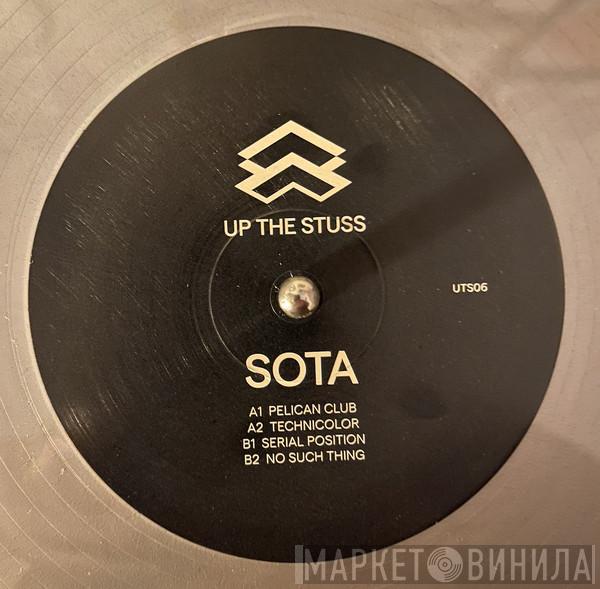 UP THE STUSS
UTS06
SOTA
A1 PELICAN CLUB
A2 TECHNICOLOR
B1 SERIAL POSITION
B2 NO SUCH THING
МАРКЕТ ВИНИЛА